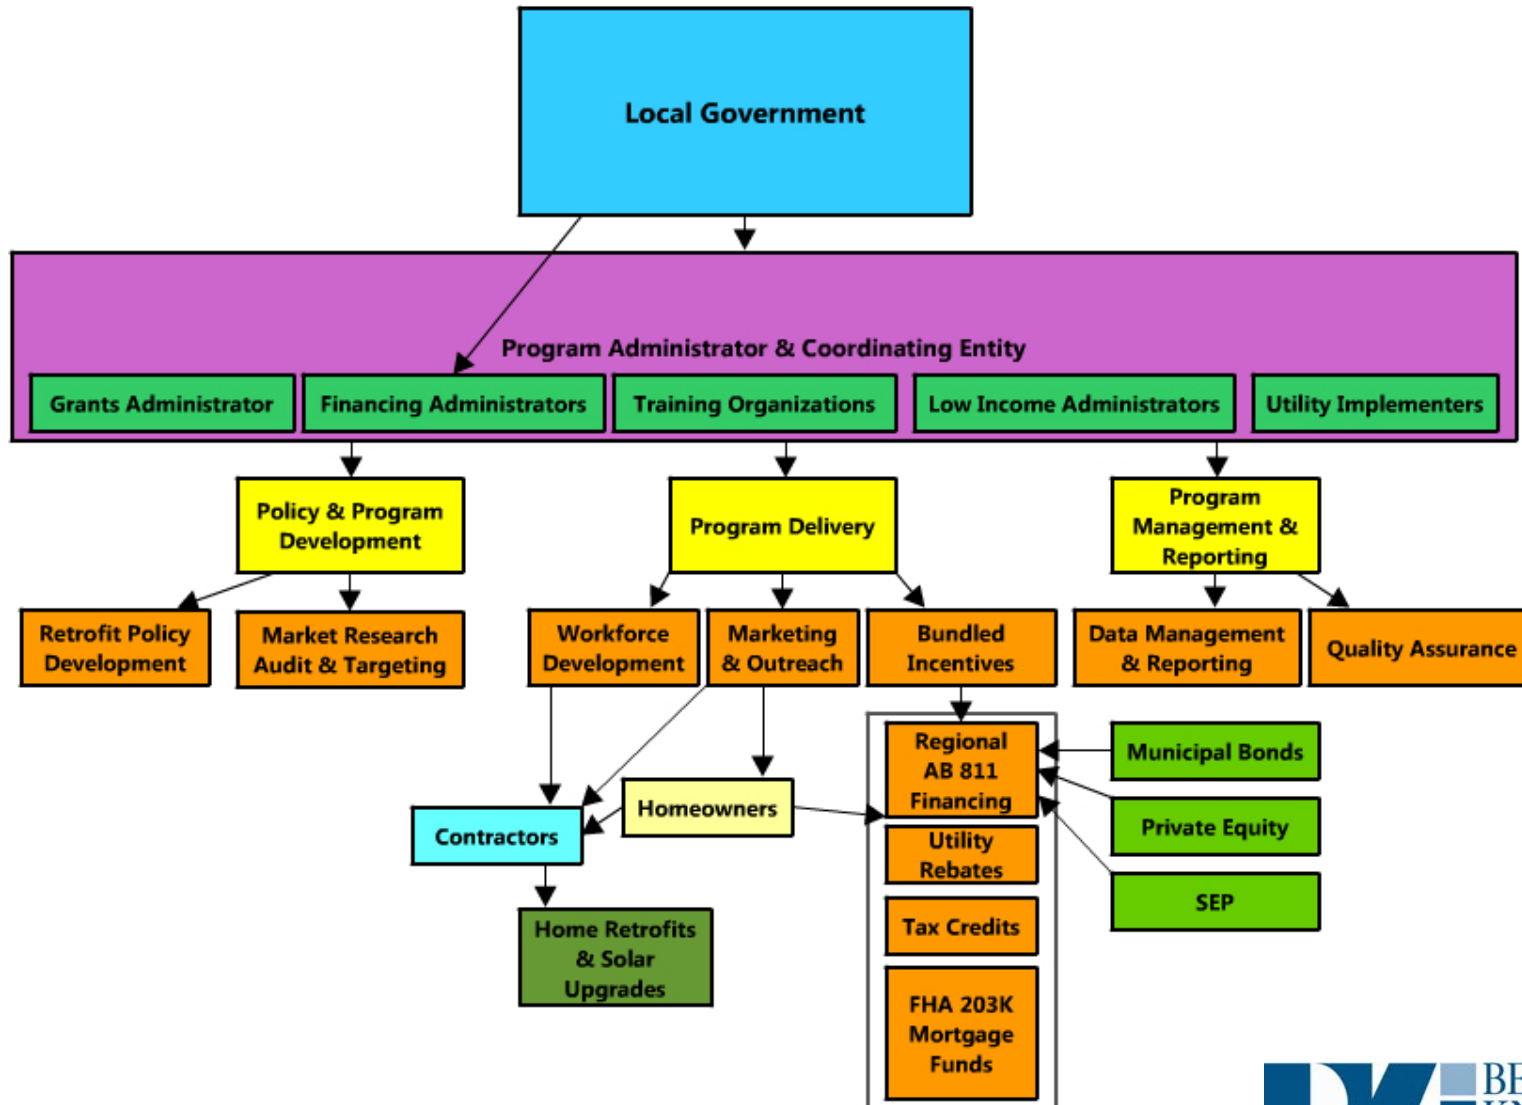 Local Government
Program Administrator & Coordinating Entity
Grants Administrator
Financing Administrators
Training Organizations
Low Income Administrators
Utility Implementers
Policy & Program
Development
Program Delivery
Program
Management &
Reporting
Retrofit Policy
Development
Market Research
Audit & Targeting
Workforce
Development
Marketing
& Outreach
Bundled
Incentives
Data Management
& Reporting
Quality Assurance
Regional
AB 811
Financing
Municipal Bonds
Homeowners
Private Equity
Contractors
Utility
Rebates
SEP
Tax Credits
Home Retrofits
& Solar
Upgrades
FHA 203K
Mortgage
Funds